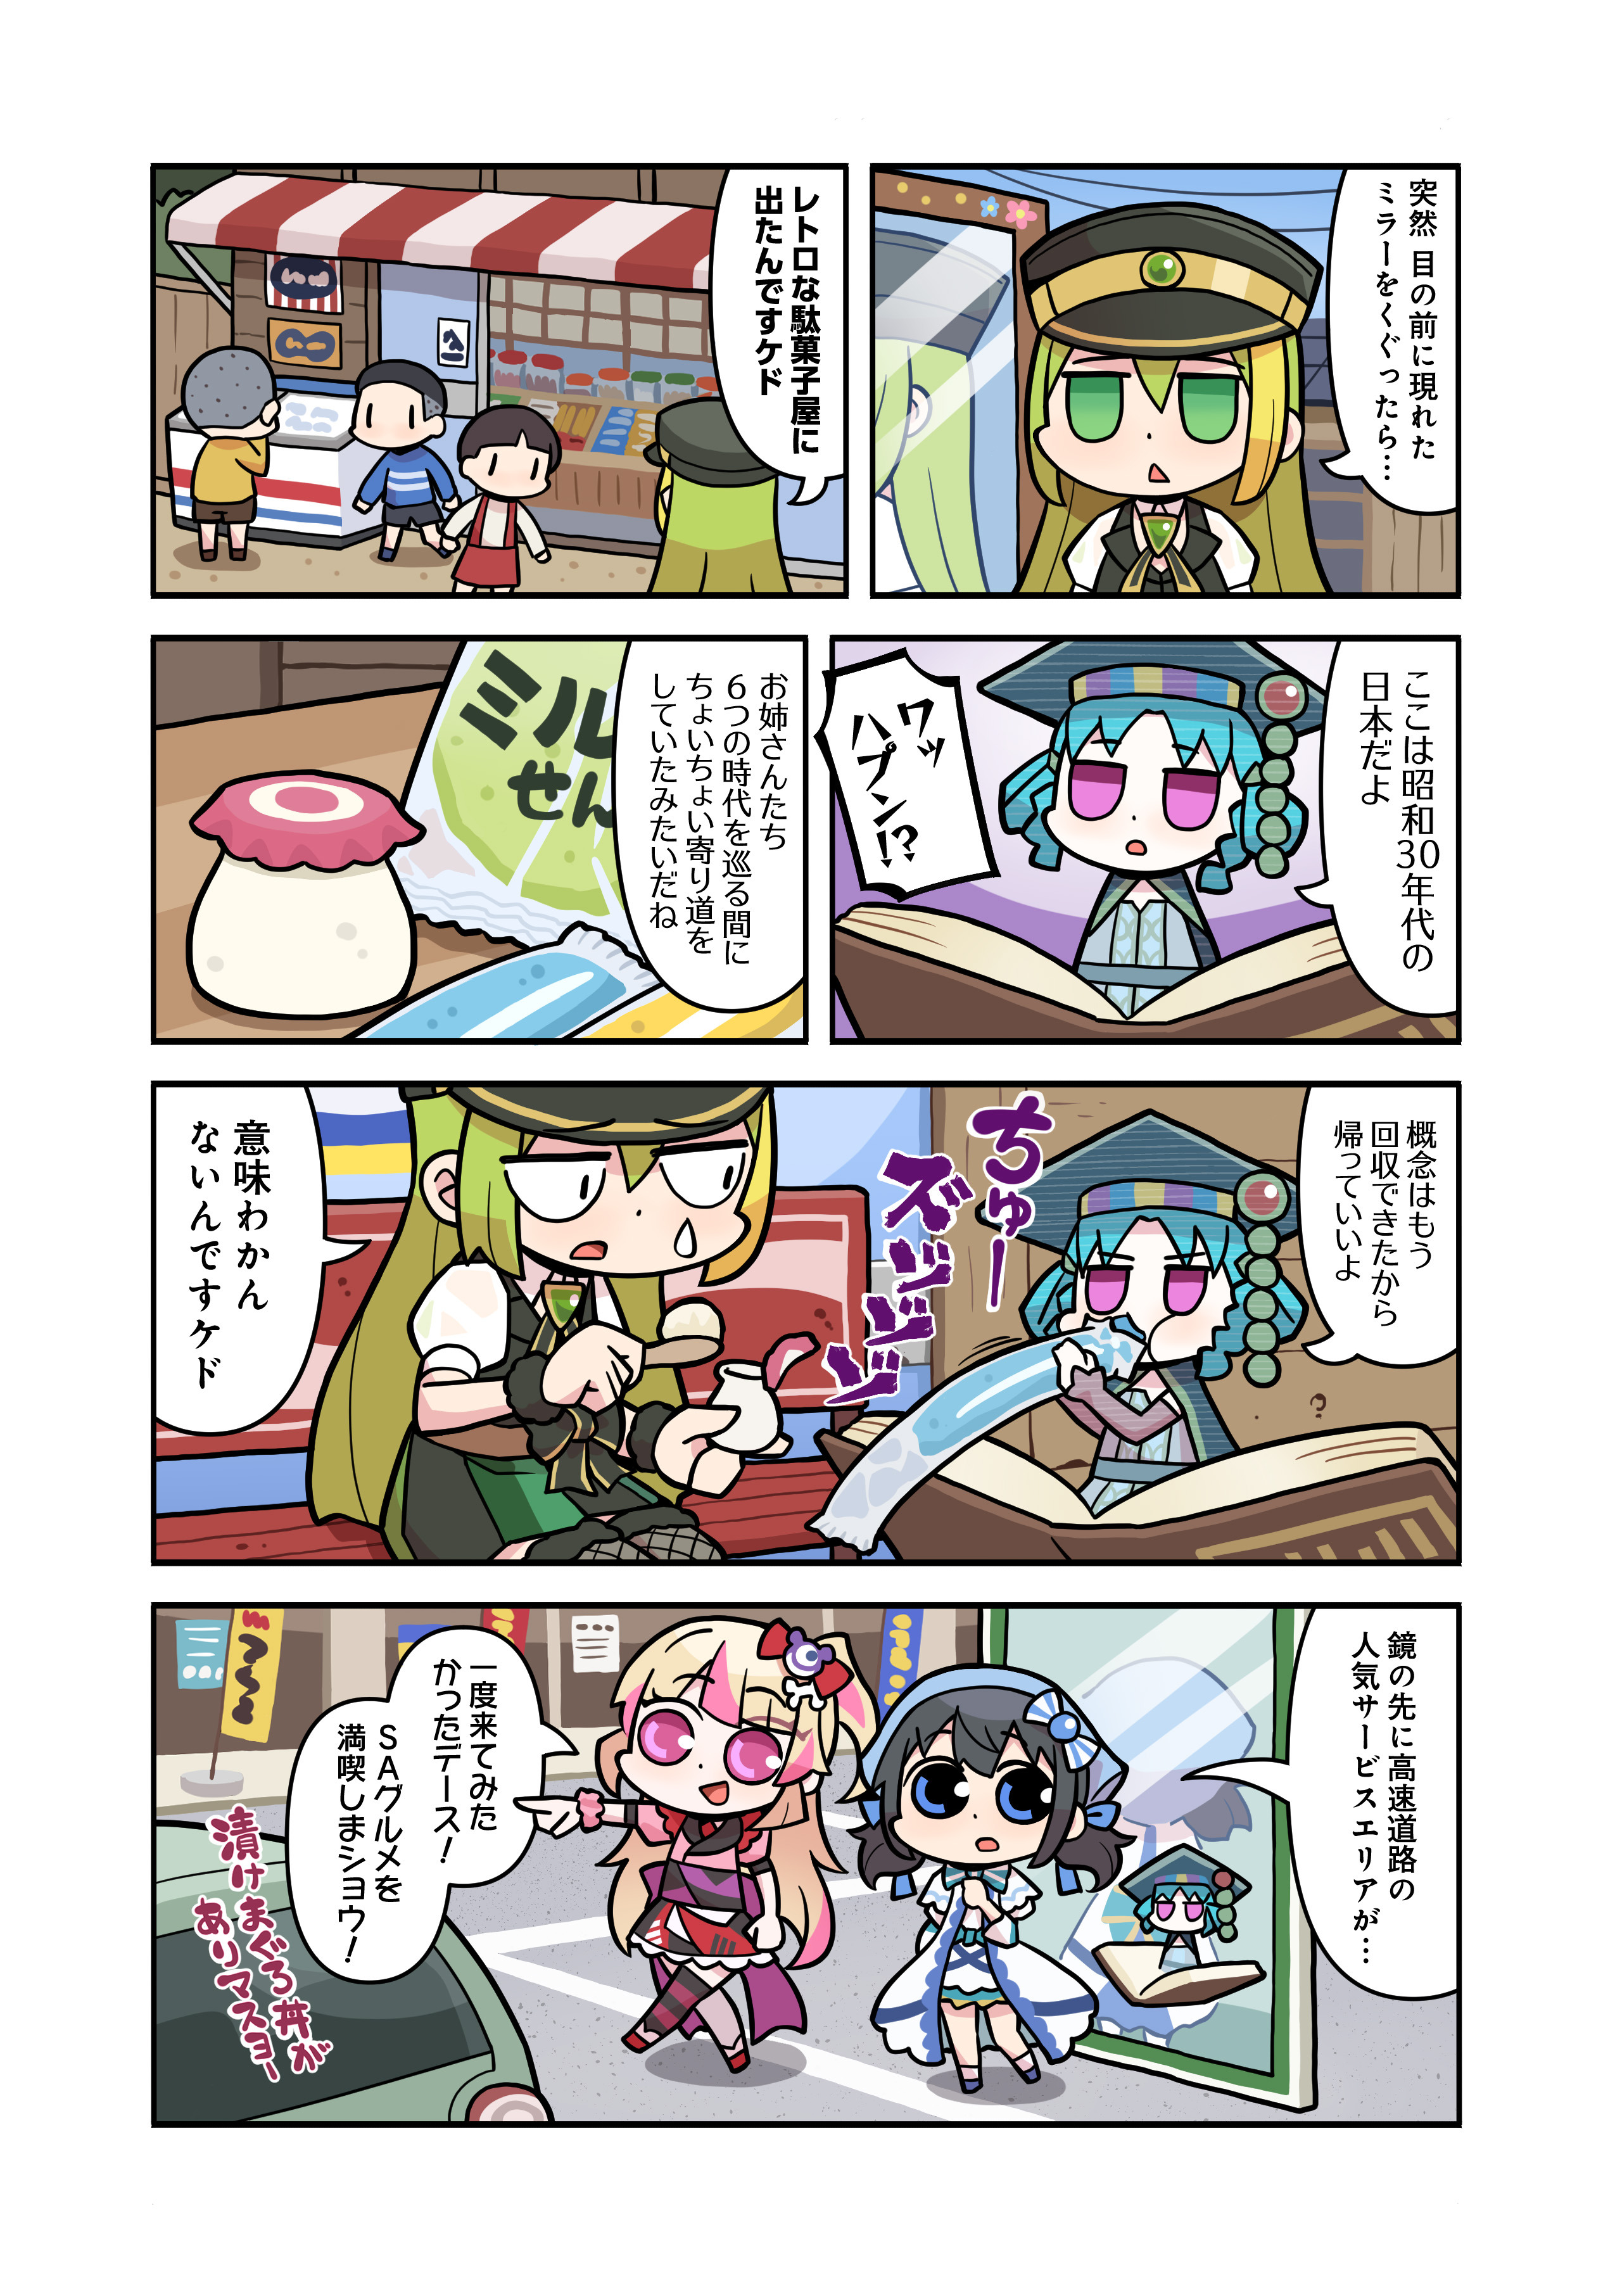 突然 目の前に現れた
ミラーをくぐったら…
レトロな駄菓子屋に
出たんですケド
ここは昭和30年代の
日本だよ
ワッ
ハプン!?
お姉さんたち
6つの時代を巡る間に
ちょいちょい寄り道を
していたみたいだね
ミル
せん
概念はもう
回収できたから
帰っていいよ
ちゅー
ズゾゾゾ
意味わかん
ないんですケド
鏡の先に高速道路の
人気サービスエリアが…
一度来てみた
かったデース!
SAグルメを
満喫しまショウ!
漬けまぐろ丼が
ありマスヨー